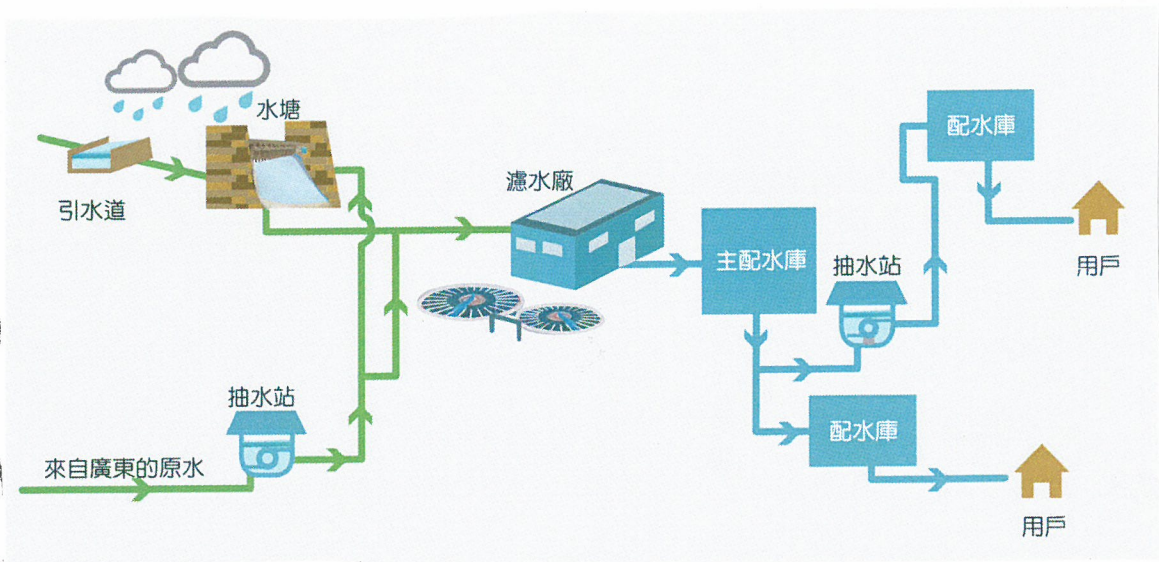 水塘
引水道
濾水廠
抽水站
來自廣東的原水
主配水庫
抽水站
配水庫
用戶
配水庫
用戶